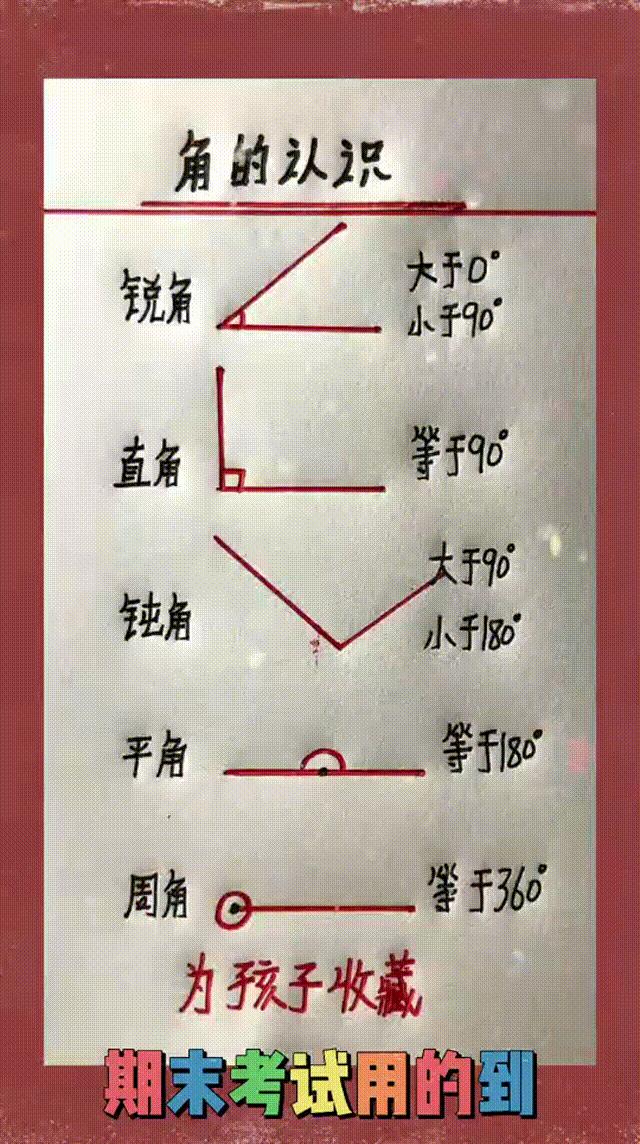 角的认识
锐角
大于0°
小于90°
直角
等于90°
钝角
大于90°
小于180°
平角
等于180°
周角
等于360°
为孩子收藏
期末考试用的到